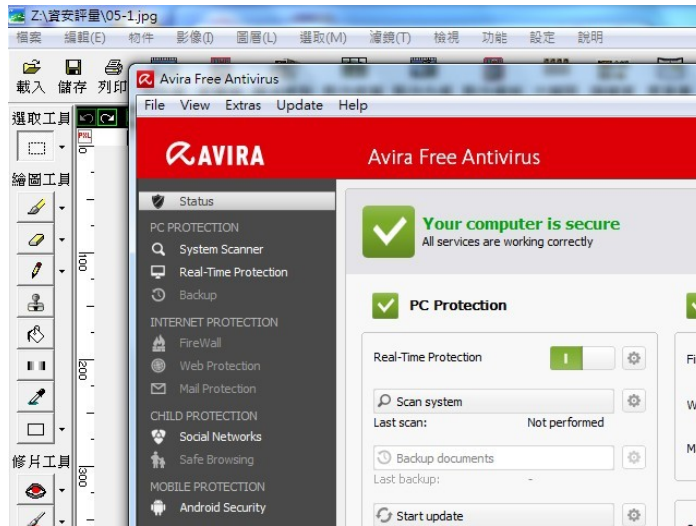 Z:\資安評量\05-1.jpg
檔案 編輯(E) 物件 影像(I) 圖層(L) 選取(M) 濾鏡(T) 檢視 功能 設定 說明
載入 儲存 列印
Avira Free Antivirus
File View Extras Update Help
選取工具
PXL
0
AVIRA
Avira Free Antivirus
繪圖工具
Status
Your computer is secure
All services are working correctly
PC PROTECTION
System Scanner
Real-Time Protection
Backup
100
PC Protection
INTERNET PROTECTION
FireWall
Web Protection
Mail Protection
Real-Time Protection
Fi
200
Scan system
W
Last scan: Not performed
CHILD PROTECTION
Social Networks
Safe Browsing
Backup documents
M
Last backup: -
修片工具
300
MOBILE PROTECTION
Android Security
Start update